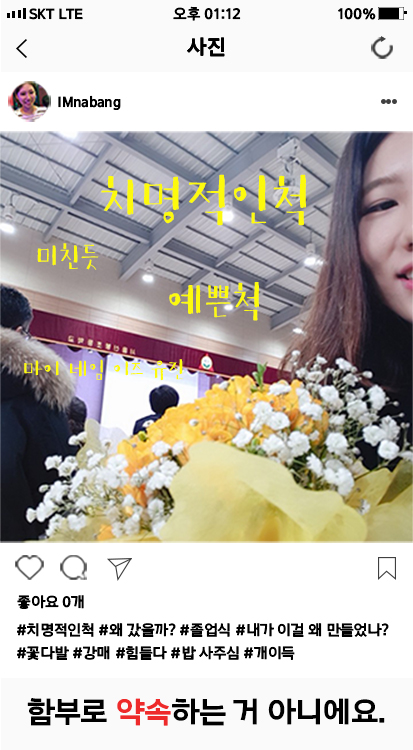 SKT LTE 오후 01:12 100%
사진
IMnabang
치명적인척
미친듯
예쁜척
마이 네임 이스 유진
좋아요 0개
#치명적인척 #왜 갔을까? #졸업식 #내가 이걸 왜 만들었나?
#꽃다발 #강매 #힘들다 #밥 사주심 #개이득
함부로 약속하는 거 아니에요.